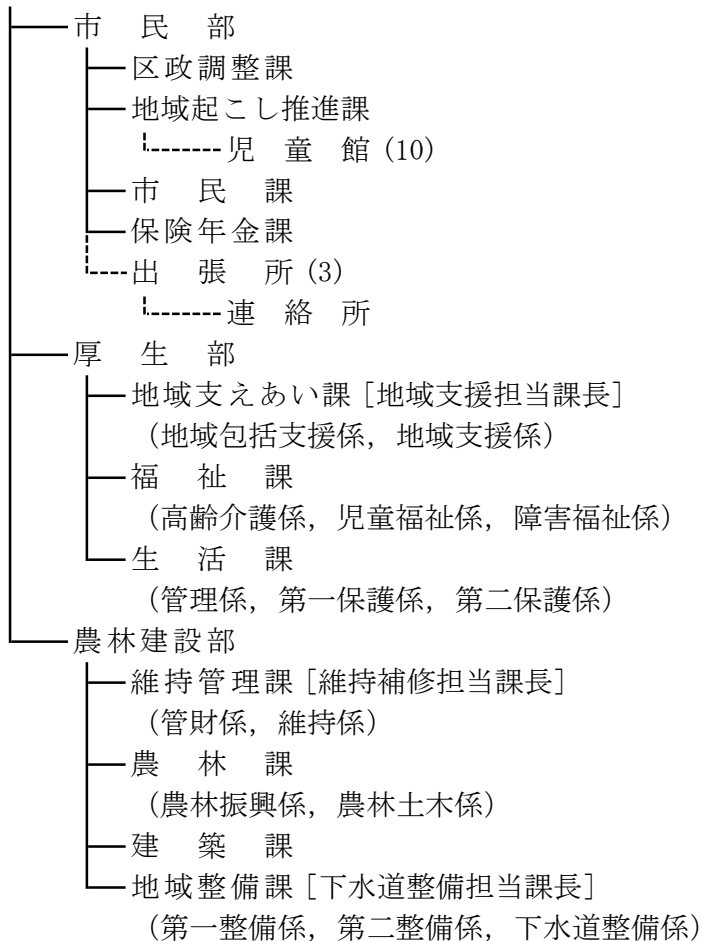 市　民　部
区政調整課
地域起こし推進課
児　童　館 (10)
市　民　課
保険年金課
出　張　所 (3)
連　絡　所
厚　生　部
地域支えあい課［地域支援担当課長］
（地域包括支援係，地域支援係）
福　祉　課
（高齢介護係，児童福祉係，障害福祉係）
生　活　課
（管理係，第一保護係，第二保護係）
農林建設部
維持管理課［維持補修担当課長］
（管財係，維持係）
農　林　課
（農林振興係，農林土木係）
建　築　課
地域整備課［下水道整備担当課長］
（第一整備係，第二整備係，下水道整備係）